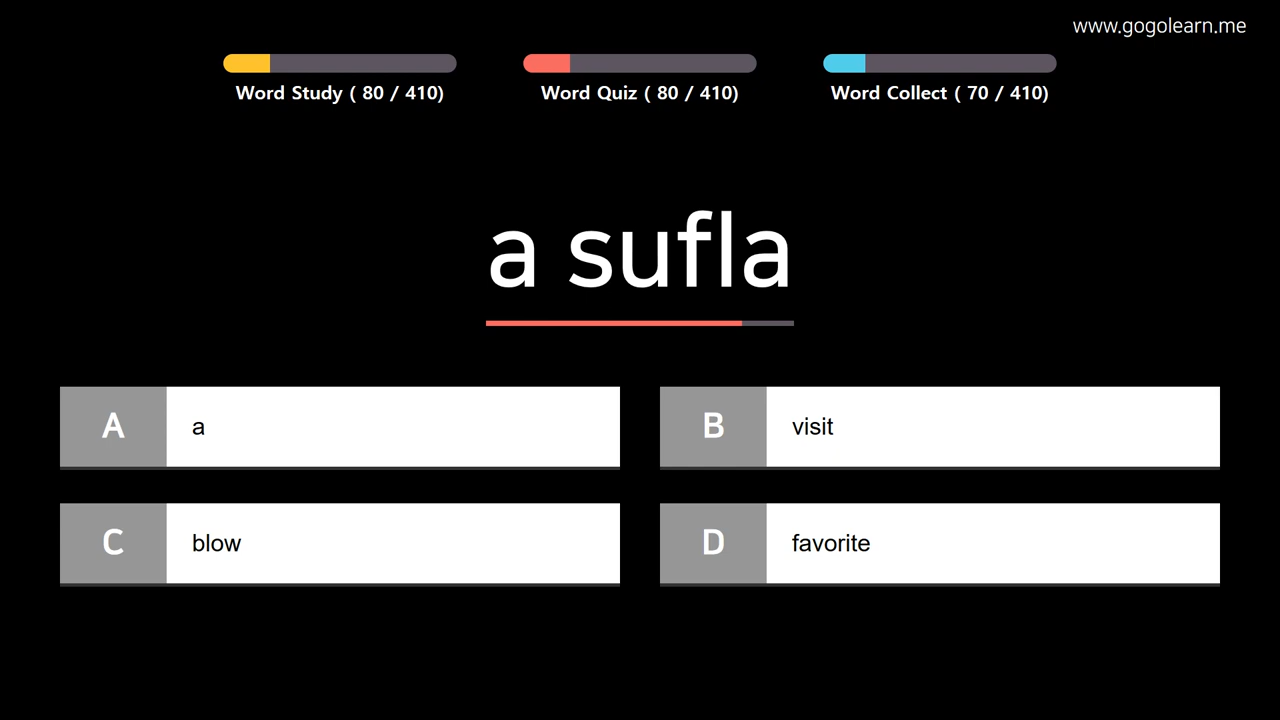 www.gogolearn.me
Word Study ( 80 / 410)
Word Quiz ( 80 / 410)
Word Collect ( 70 / 410)
a sufla
A a
B visit
C blow
D favorite